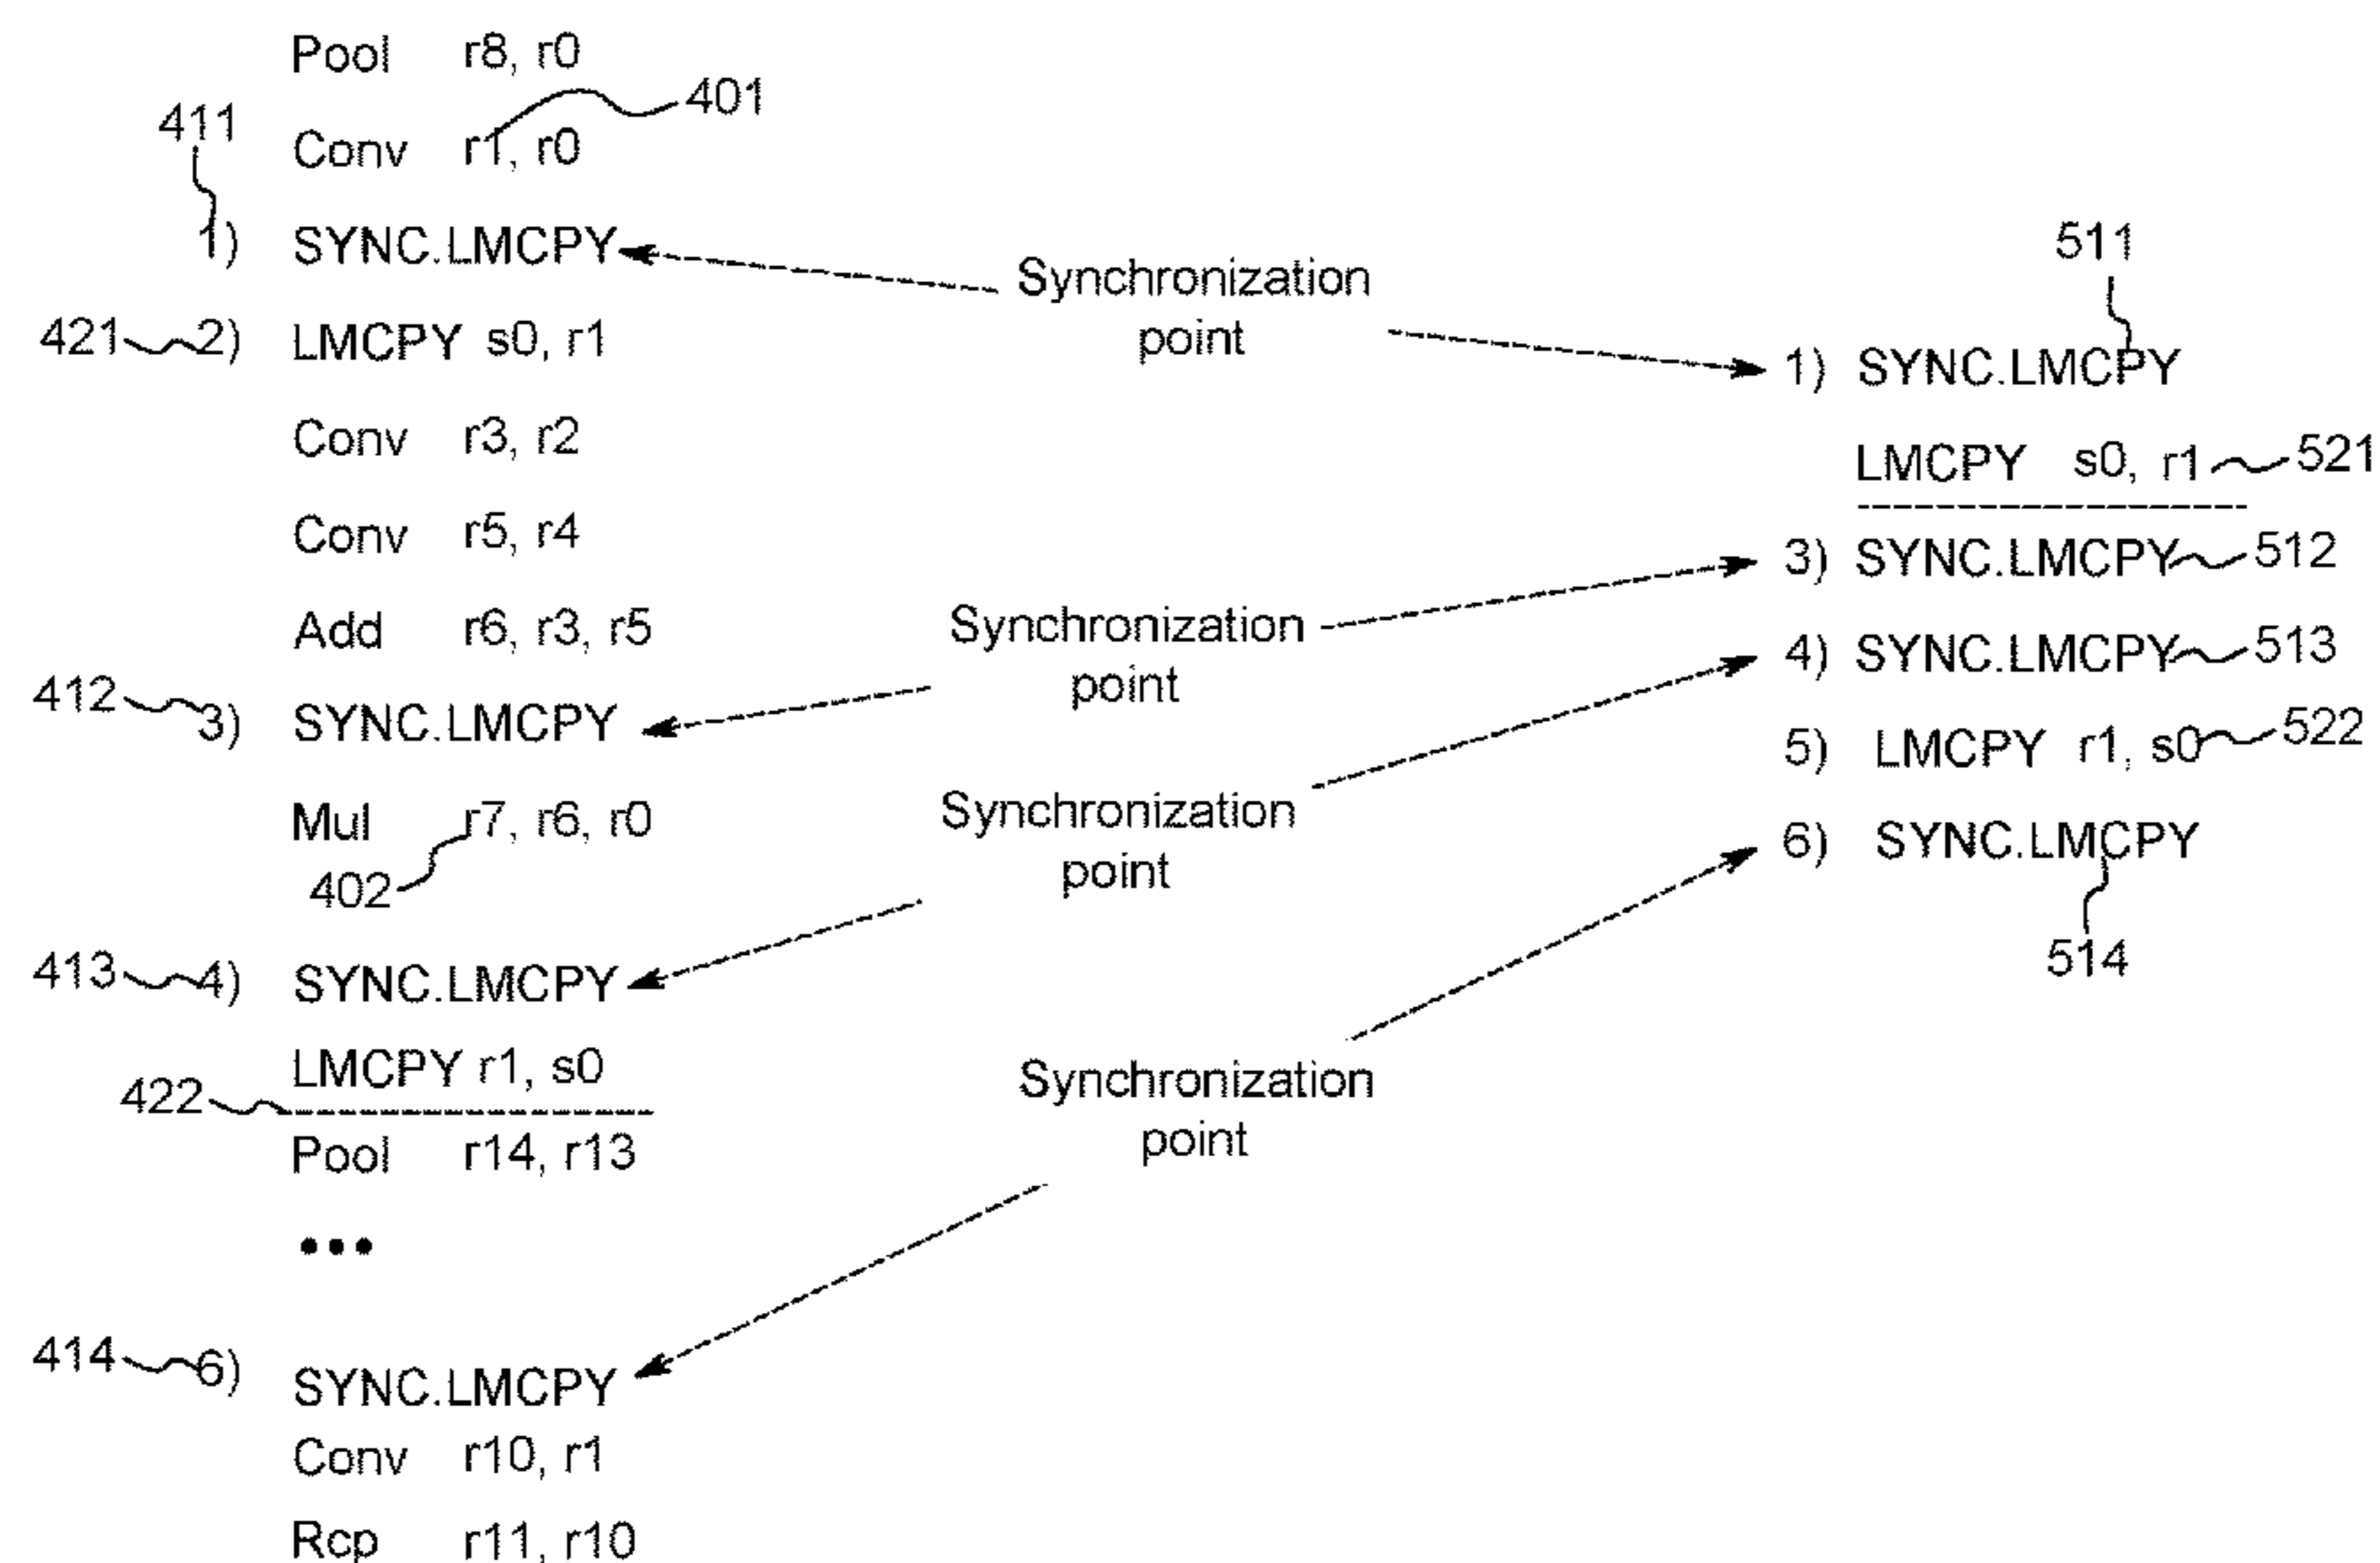 Pool r8, r0
401
411
Conv r1, r0
1) SYNC.LMCPY
421 2) LMCPY s0, r1
Conv r3, r2
Conv r5, r4
Add r6, r3, r5
412 3) SYNC.LMCPY
Mul r7, r6, r0
402
413 4) SYNC.LMCPY
LMCPY r1, s0
422
Pool r14, r13
•••
414 6) SYNC.LMCPY
Conv r10, r1
Rcp r11, r10
Synchronization
point
Synchronization
point
Synchronization
point
Synchronization
point
511
1) SYNC.LMCPY
LMCPY s0, r1 521
3) SYNC.LMCPY 512
4) SYNC.LMCPY 513
5) LMCPY r1, s0 522
6) SYNC.LMCPY
514